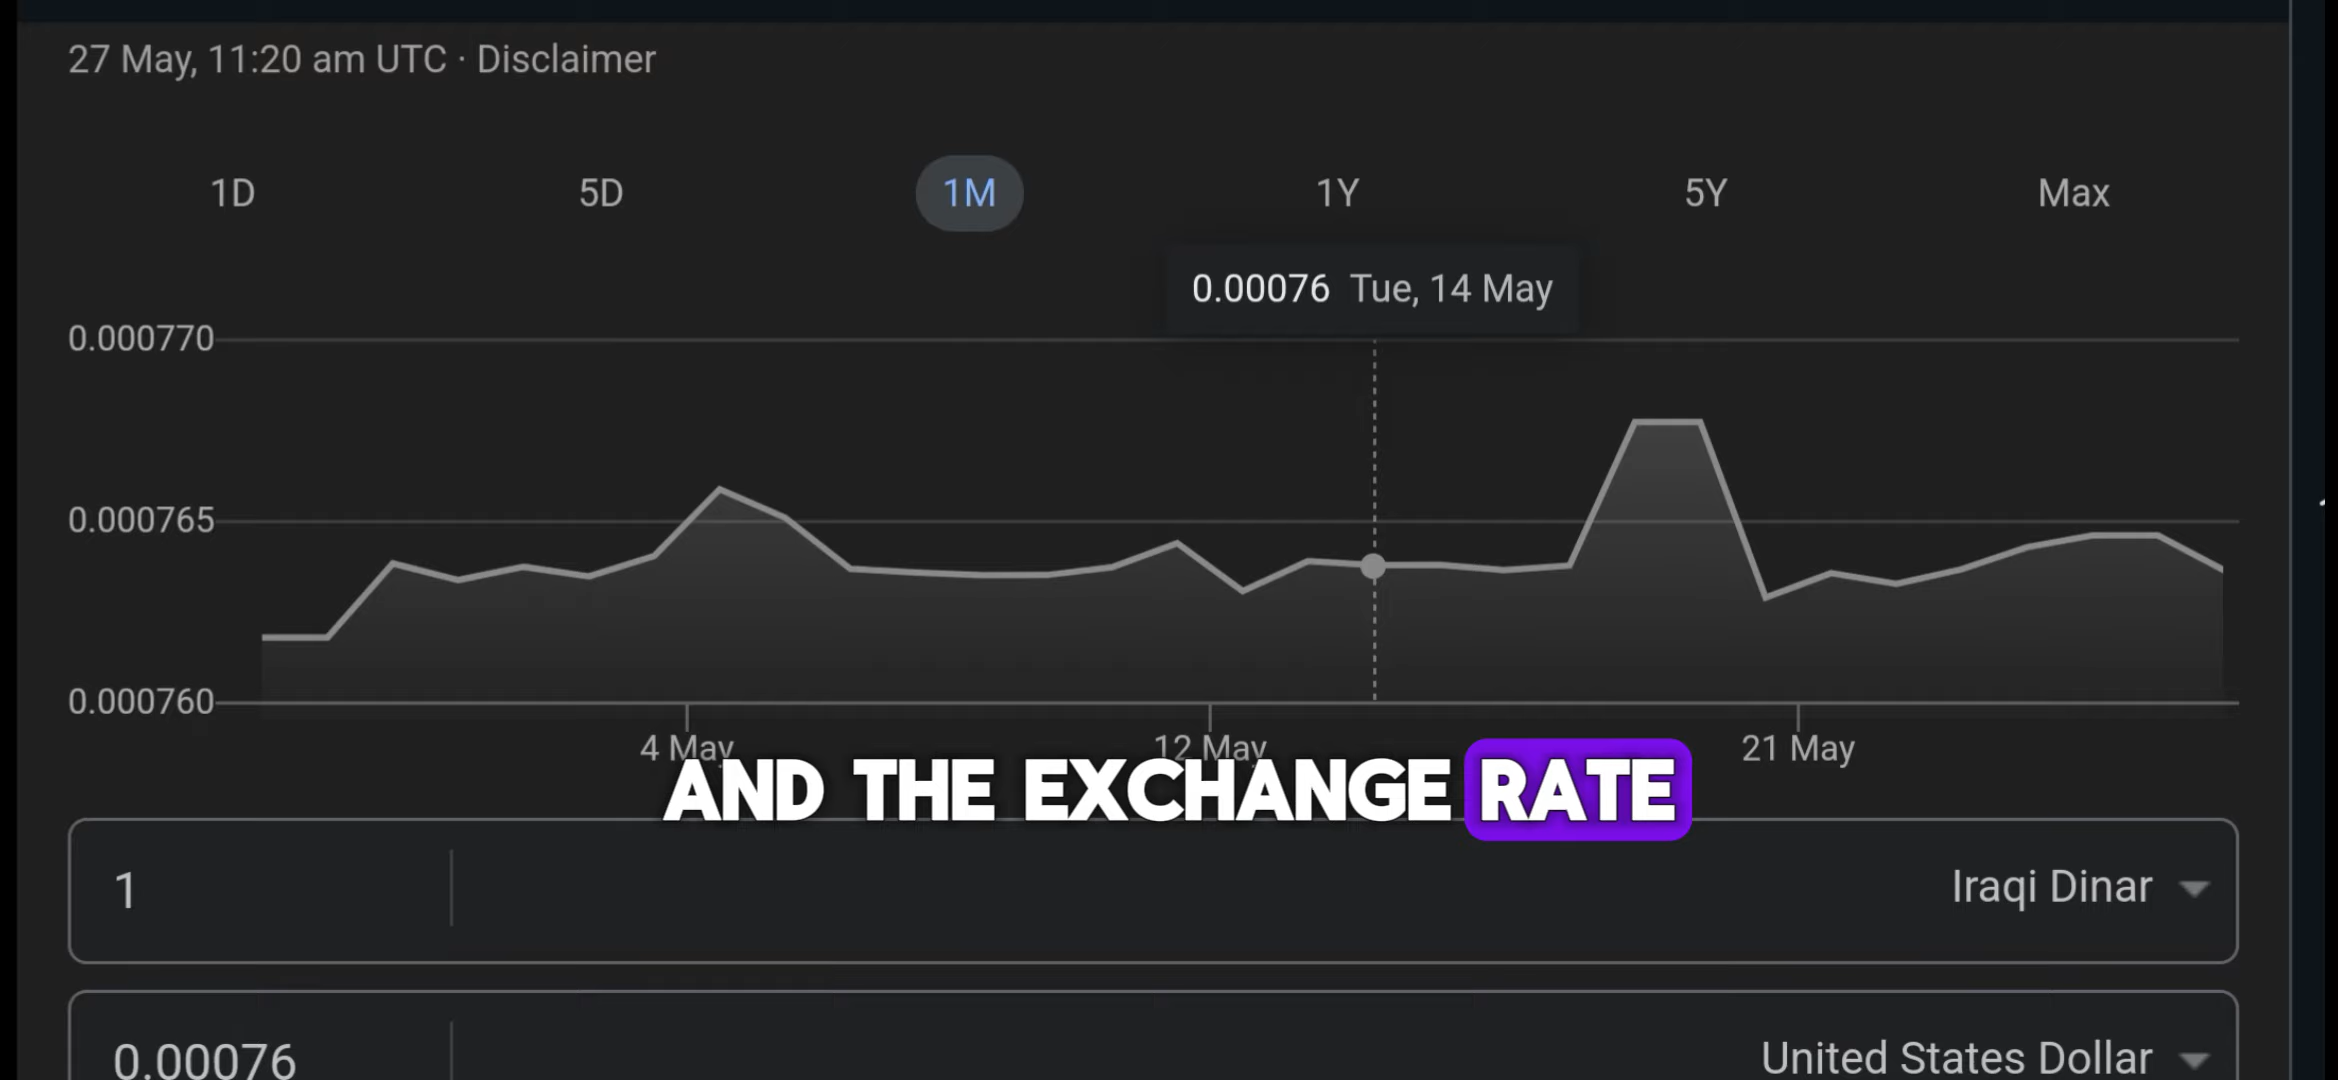 27 May, 11:20 am UTC · Disclaimer
1D 5D 1M 1Y 5Y Max
0.00076 Tue, 14 May
0.000770
0.000765
0.000760
4 May 12 May 21 May
AND THE EXCHANGE RATE
1 Iraqi Dinar
0.00076 United States Dollar